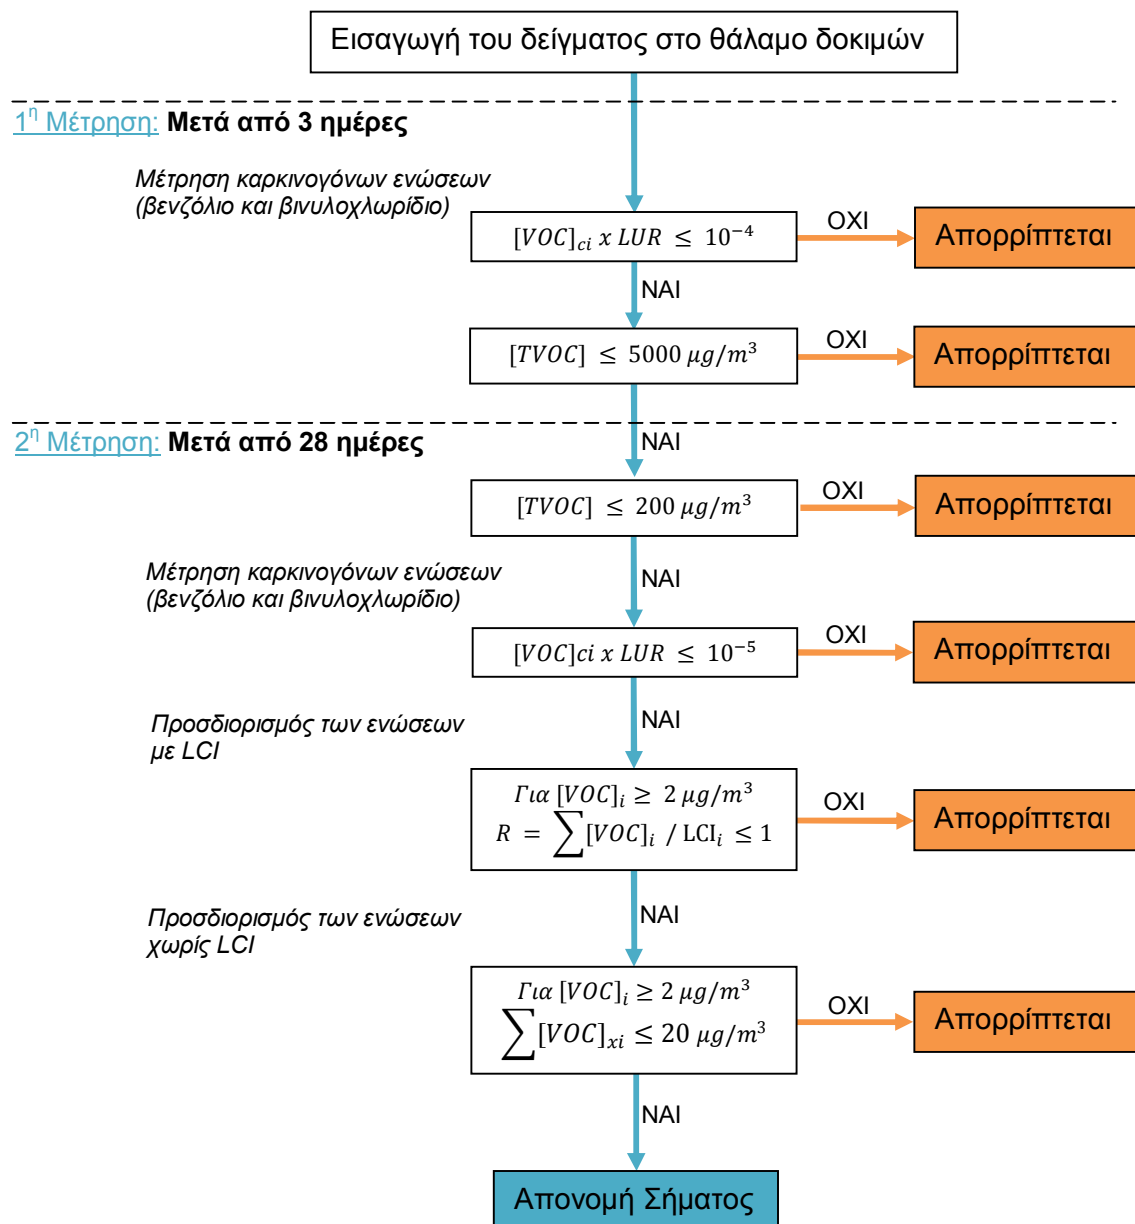 Εισαγωγή του δείγματος στο θάλαμο δοκιμών
1η Μέτρηση: Μετά από 3 ημέρες
Μέτρηση καρκινογόνων ενώσεων
(βενζόλιο και βινυλοχλωρίδιο)
[VOC]ci x LUR ≤ 10⁻⁴
ΟΧΙ
Απορρίπτεται
ΝΑΙ
[TVOC] ≤ 5000 μg/m³
ΟΧΙ
Απορρίπτεται
2η Μέτρηση: Μετά από 28 ημέρες
ΝΑΙ
[TVOC] ≤ 200 μg/m³
ΟΧΙ
Απορρίπτεται
Μέτρηση καρκινογόνων ενώσεων
(βενζόλιο και βινυλοχλωρίδιο)
ΝΑΙ
[VOC]ci x LUR ≤ 10⁻⁵
ΟΧΙ
Απορρίπτεται
Προσδιορισμός των ενώσεων
με LCI
ΝΑΙ
Για [VOC]i ≥ 2 μg/m³
R = ∑[VOC]i / LCIi ≤ 1
ΟΧΙ
Απορρίπτεται
Προσδιορισμός των ενώσεων
χωρίς LCI
ΝΑΙ
Για [VOC]i ≥ 2 μg/m³
∑[VOC]xi ≤ 20 μg/m³
ΟΧΙ
Απορρίπτεται
ΝΑΙ
Απονομή Σήματος